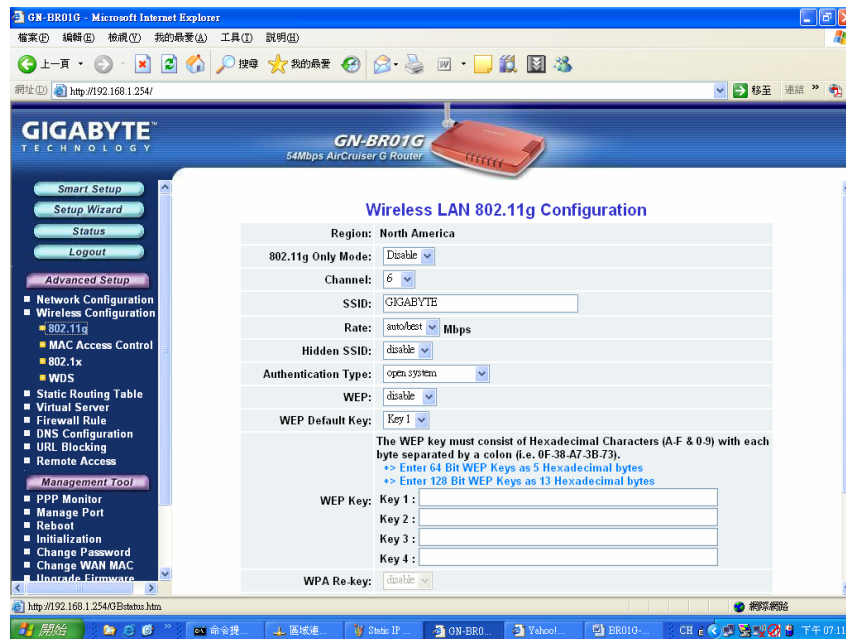 GN-BR01G - Microsoft Internet Explorer
檔案(F) 編輯(E) 檢視(V) 我的最愛(A) 工具(T) 說明(H)
上一頁 搜尋 我的最愛
網址(D) http://192.168.1.254/ 移至 連結 »
GIGABYTE™
TECHNOLOGY
GN-BR01G
54Mbps AirCruiser G Router
Smart Setup
Setup Wizard
Status
Logout
Advanced Setup
Network Configuration
Wireless Configuration
802.11g
MAC Access Control
802.1x
WDS
Static Routing Table
Virtual Server
Firewall Rule
DNS Configuration
URL Blocking
Remote Access
Management Tool
PPP Monitor
Manage Port
Reboot
Initialization
Change Password
Change WAN MAC
Upgrade Firmware
Wireless LAN 802.11g Configuration
Region: North America
802.11g Only Mode: Disable
Channel: 6
SSID: GIGABYTE
Rate: auto/best Mbps
Hidden SSID: disable
Authentication Type: open system
WEP: disable
WEP Default Key: Key 1
The WEP key must consist of Hexadecimal Characters (A-F & 0-9) with each
byte separated by a colon (i.e. 0F-38-A7-3B-73).
+> Enter 64 Bit WEP Keys as 5 Hexadecimal bytes
+> Enter 128 Bit WEP Keys as 13 Hexadecimal bytes
WEP Key: Key 1 :
Key 2 :
Key 3 :
Key 4 :
WPA Re-key: disable
http://192.168.1.254/GBstatus.htm 網際網路
開始 » 命令提... 區域連... Static IP ... GN-BR0... Yahoo!... BR01G-... CH 下午 07:11